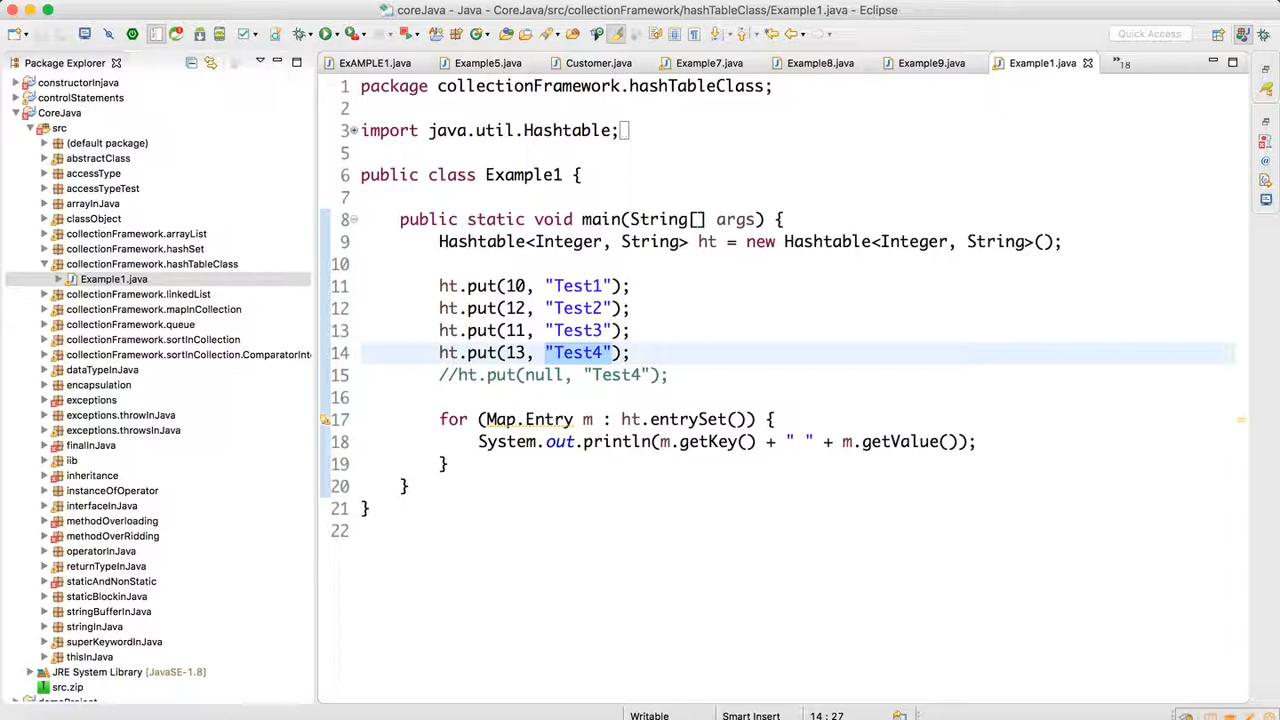 coreJava - Java - CoreJava/src/collectionFramework/hashTableClass/Example1.java - Eclipse
Quick Access
Package Explorer
constructorInjava
controlStatements
CoreJava
src
(default package)
abstractClass
accessType
accessTypeTest
arrayInJava
classObject
collectionFramework.arrayList
collectionFramework.hashSet
collectionFramework.hashTableClass
Example1.java
collectionFramework.linkedList
collectionFramework.mapInCollection
collectionFramework.queue
collectionFramework.sortInCollection
collectionFramework.sortInCollection.ComparatorInt
dataTypeInJava
encapsulation
exceptions
exceptions.throwInJava
exceptions.throwsInJava
finalInJava
iib
inheritance
instanceOfOperator
interfaceInJava
methodOverloading
methodOverRidding
operatorInJava
returnTypeInJava
staticAndNonStatic
staticBlockinJava
stringBufferInJava
stringInJava
superKeywordInJava
thisInJava
JRE System Library [JavaSE-1.8]
src.zip
ExAMPLE1.java Example5.java Customer.java Example7.java Example8.java Example9.java Example1.java »18
1 package collectionFramework.hashTableClass;
2
3 import java.util.Hashtable;
5
6 public class Example1 {
7
8 public static void main(String[] args) {
9 Hashtable<Integer, String> ht = new Hashtable<Integer, String>();
10
11 ht.put(10, "Test1");
12 ht.put(12, "Test2");
13 ht.put(11, "Test3");
14 ht.put(13, "Test4");
15 //ht.put(null, "Test4");
16
17 for (Map.Entry m : ht.entrySet()) {
18 System.out.println(m.getKey() + " " + m.getValue());
19 }
20 }
21 }
22
Writable Smart Insert 14 : 27